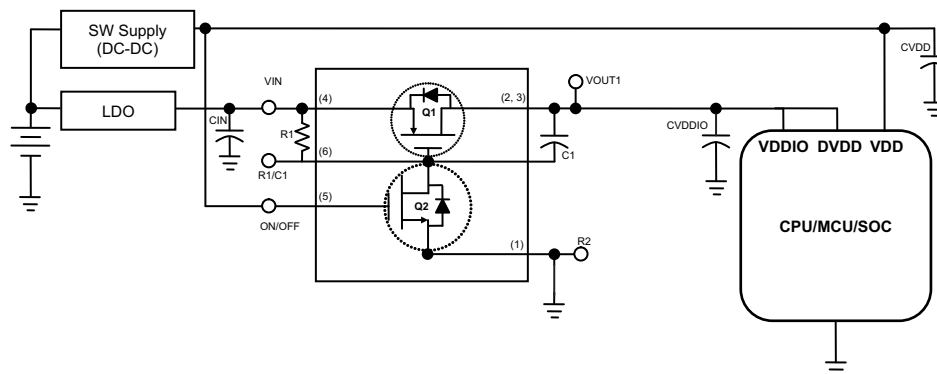 SW Supply
(DC-DC)
CVDD
VIN
VOUT1
LDO
(4)
(2, 3)
Q1
CIN
R1
CVDDIO
VDDIO DVDD VDD
C1
(6)
R1/C1
(5)
Q2
CPU/MCU/SOC
ON/OFF
(1)
R2